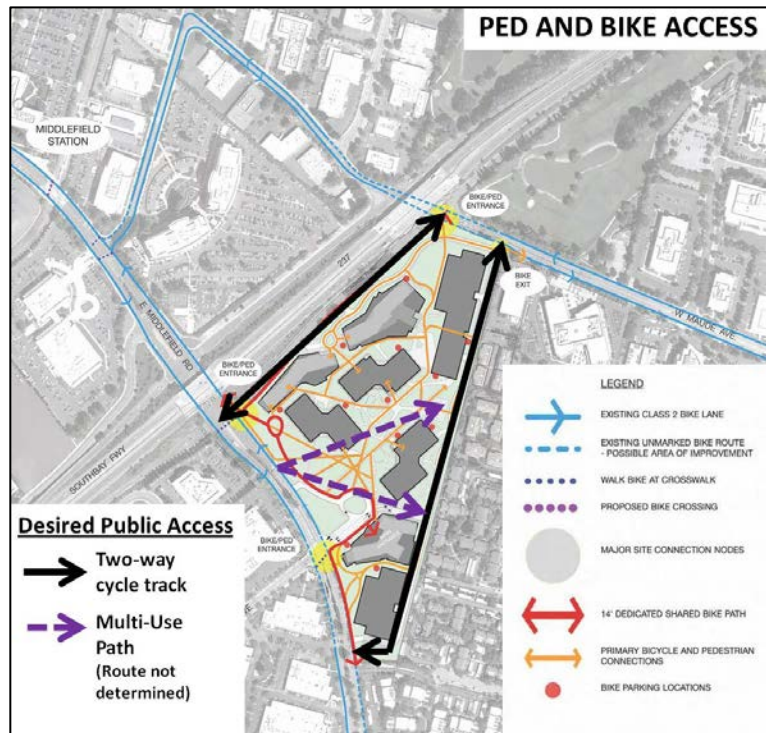 PED AND BIKE ACCESS
MIDDLEFIELD
STATION
BIKE/PED
ENTRANCE
237
BIKE
EXIT
W. MAUDE AVE.
E. MIDDLEFIELD RD
BIKE/PED
ENTRANCE
SOUTHBAY FWY
BIKE/PED
ENTRANCE
Desired Public Access
Two-way
cycle track
Multi-Use
Path
(Route not
determined)
LEGEND
EXISTING CLASS 2 BIKE LANE
EXISTING UNMARKED BIKE ROUTE
- POSSIBLE AREA OF IMPROVEMENT
WALK BIKE AT CROSSWALK
PROPOSED BIKE CROSSING
MAJOR SITE CONNECTION NODES
14' DEDICATED SHARED BIKE PATH
PRIMARY BICYCLE AND PEDESTRIAN
CONNECTIONS
BIKE PARKING LOCATIONS